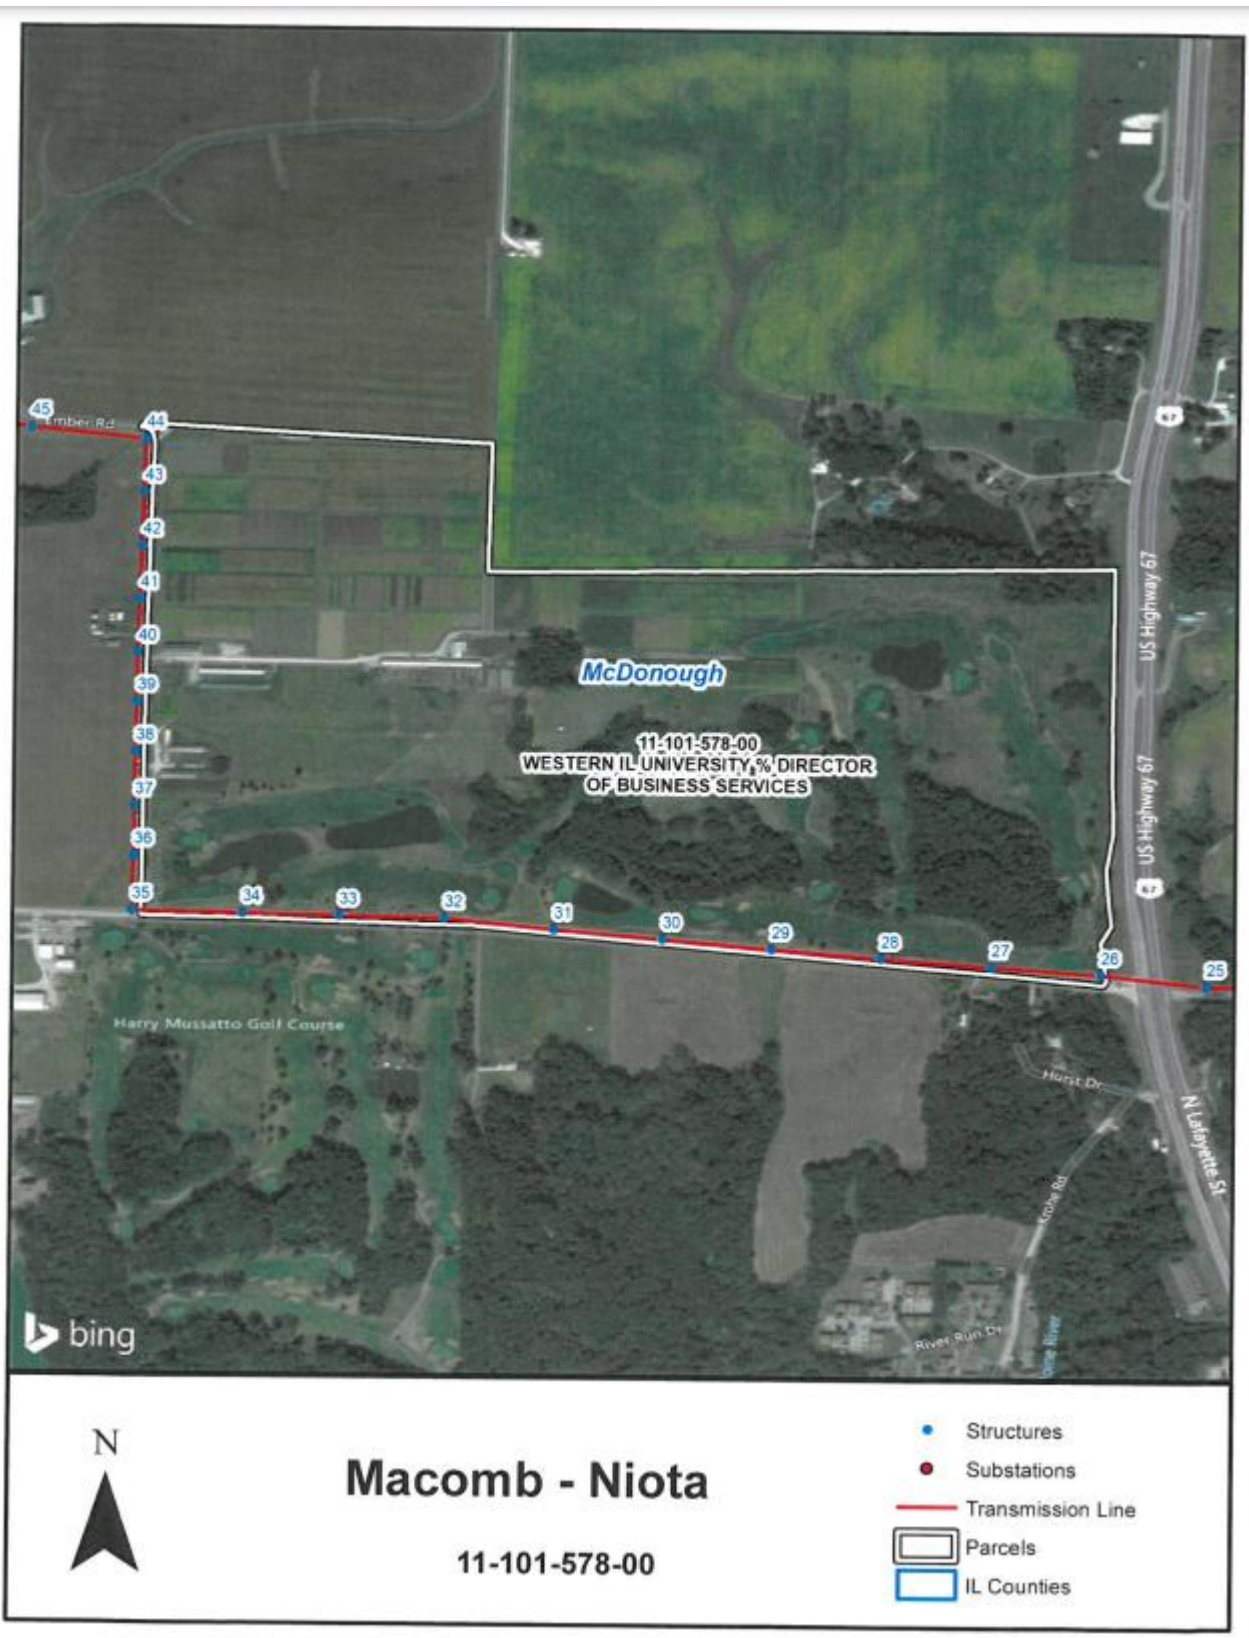 45
Ember Rd
44
43
42
41
40
39
38
37
36
35
34
33
32
31
30
29
28
27
26
25
67
US Highway 67
McDonough
11-101-578-00
WESTERN IL UNIVERSITY,% DIRECTOR
OF BUSINESS SERVICES
US Highway 67
67
Harry Mussatto Golf Course
Hurst Dr
N Lafayette St
Krohe Rd
River Run Dr
River
bing
N
Macomb - Niota
11-101-578-00
Structures
Substations
Transmission Line
Parcels
IL Counties